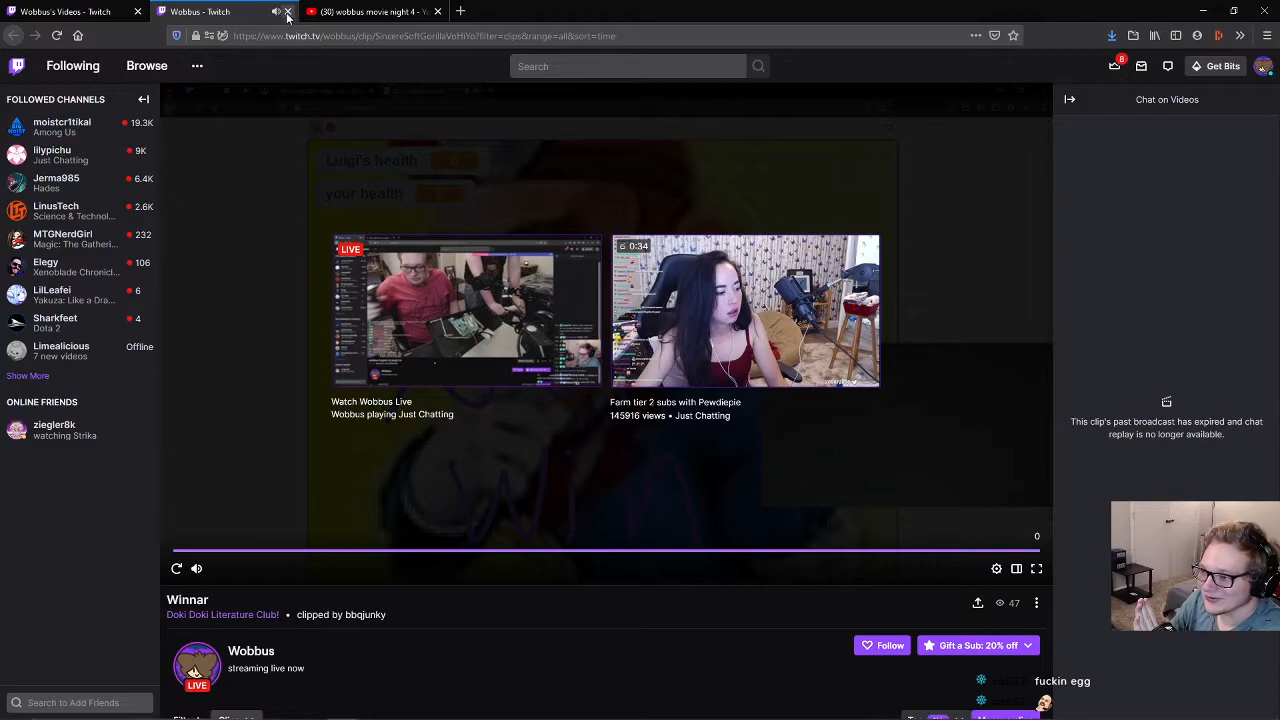 Wobbus's Videos - Twitch
Wobbus - Twitch
(30) wobbus movie night 4 - Yo
https://www.twitch.tv/wobbus/clip/SincereSoftGorillaVoHiYo?filter=clips&range=all&sort=time
Following
Browse
Search
8
Get Bits
FOLLOWED CHANNELS
moistcr1tikal
Among Us
19.3K
lilypichu
Just Chatting
9K
Jerma985
Hades
6.4K
LinusTech
Science & Technol...
2.6K
MTGNerdGirl
Magic: The Gatheri...
232
Elegy
Xenoblade Chronicl...
106
LilLeafei
Yakuza: Like a Dra...
6
Sharkfeet
Dota 2
4
Limealicious
7 new videos
Offline
Show More
ONLINE FRIENDS
ziegler8k
watching Strika
Search to Add Friends
Luigi's health
your health
LIVE
0:34
Watch Wobbus Live
Wobbus playing Just Chatting
Farm tier 2 subs with Pewdiepie
145916 views • Just Chatting
0
Winnar
Doki Doki Literature Club! • clipped by bbqjunky
47
Wobbus
streaming live now
LIVE
Follow
Gift a Sub: 20% off
Chat on Videos
This clip's past broadcast has expired and chat
replay is no longer available.
fuckin egg